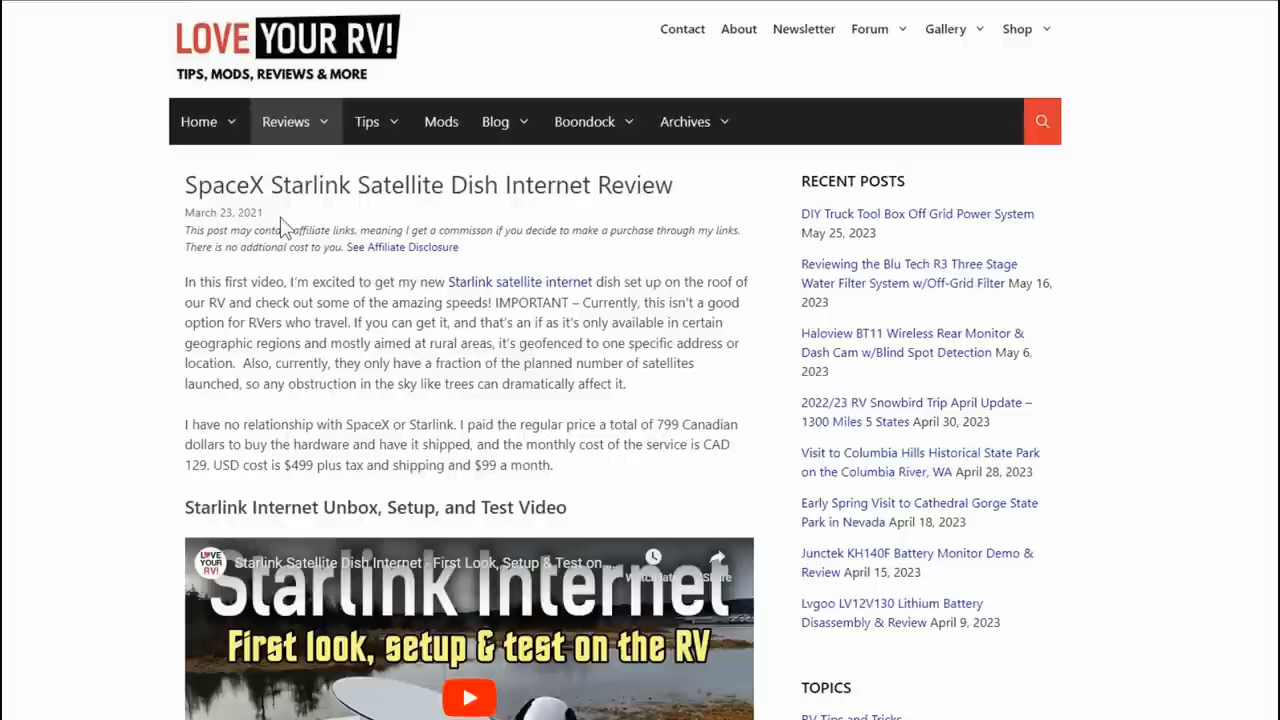 LOVE YOUR RV!
TIPS, MODS, REVIEWS & MORE
Contact About Newsletter Forum Gallery Shop
Home Reviews Tips Mods Blog Boondock Archives
SpaceX Starlink Satellite Dish Internet Review
March 23, 2021
This post may contain affiliate links, meaning I get a commisson if you decide to make a purchase through my links.
There is no addtional cost to you. See Affiliate Disclosure
In this first video, I'm excited to get my new Starlink satellite internet dish set up on the roof of
our RV and check out some of the amazing speeds! IMPORTANT – Currently, this isn't a good
option for RVers who travel. If you can get it, and that's an if as it's only available in certain
geographic regions and mostly aimed at rural areas, it's geofenced to one specific address or
location. Also, currently, they only have a fraction of the planned number of satellites
launched, so any obstruction in the sky like trees can dramatically affect it.
I have no relationship with SpaceX or Starlink. I paid the regular price a total of 799 Canadian
dollars to buy the hardware and have it shipped, and the monthly cost of the service is CAD
129. USD cost is $499 plus tax and shipping and $99 a month.
Starlink Internet Unbox, Setup, and Test Video
LOVE YOUR RV!
Starlink Satellite Dish Internet - First Look, Setup & Test on...
Share
Starlink Internet
First look, setup & test on the RV
RECENT POSTS
DIY Truck Tool Box Off Grid Power System
May 25, 2023
Reviewing the Blu Tech R3 Three Stage
Water Filter System w/Off-Grid Filter May 16,
2023
Haloview BT11 Wireless Rear Monitor &
Dash Cam w/Blind Spot Detection May 6,
2023
2022/23 RV Snowbird Trip April Update –
1300 Miles 5 States April 30, 2023
Visit to Columbia Hills Historical State Park
on the Columbia River, WA April 28, 2023
Early Spring Visit to Cathedral Gorge State
Park in Nevada April 18, 2023
Junctek KH140F Battery Monitor Demo &
Review April 15, 2023
Lvgoo LV12V130 Lithium Battery
Disassembly & Review April 9, 2023
TOPICS
RV Tips and Tricks